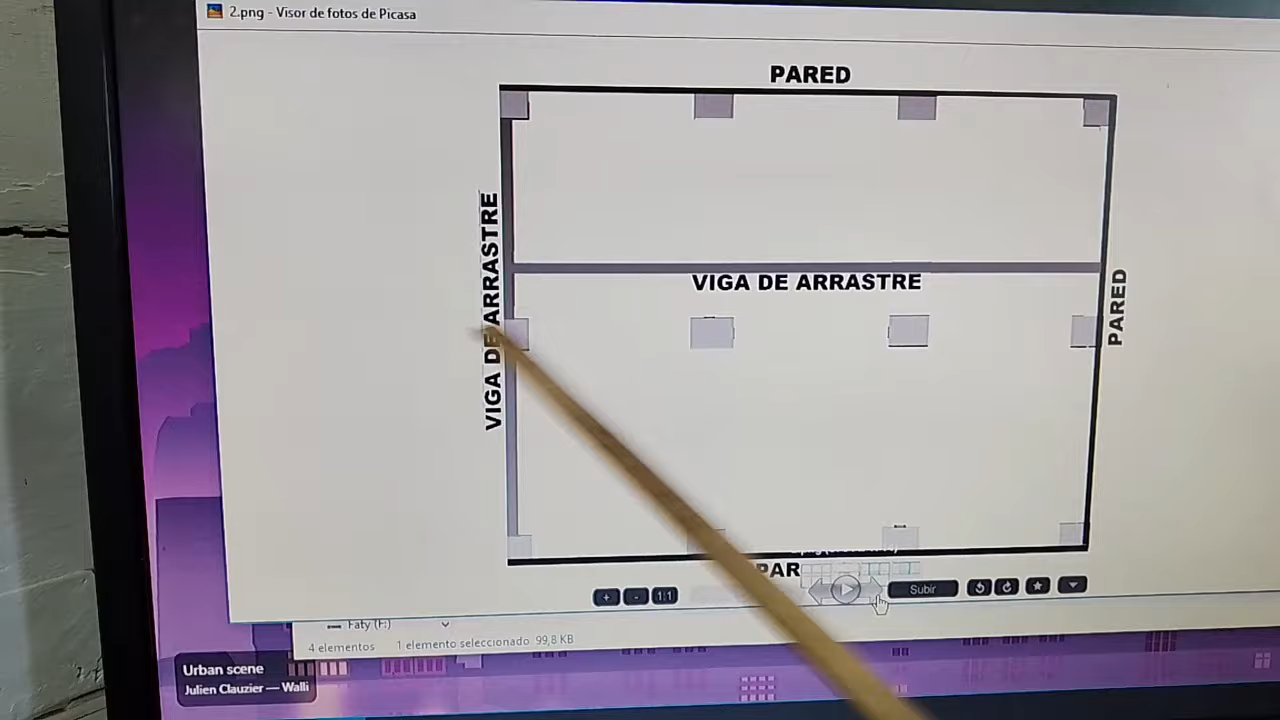 2.png - Visor de fotos de Picasa
PARED
VIGA DE ARRASTRE
VIGA DE ARRASTRE
PARED
PAR
+
-
1:1
Subir
Faty (F:)
4 elementos
1 elemento seleccionado 99,8 KB
Urban scene
Julien Clauzier — Walli